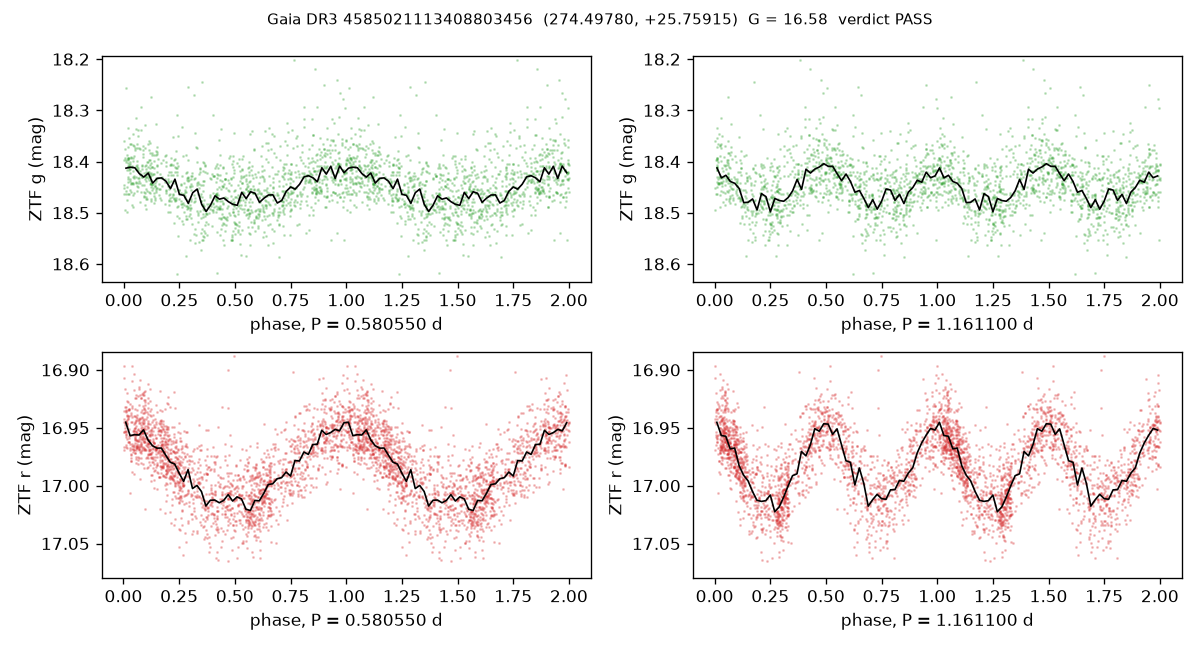 Gaia DR3 4585021113408803456 (274.49780, +25.75915) G = 16.58 verdict PASS
ZTF g (mag)
18.2
18.3
18.4
18.5
18.6
0.00 0.25 0.50 0.75 1.00 1.25 1.50 1.75 2.00
phase, P = 0.580550 d
ZTF g (mag)
18.2
18.3
18.4
18.5
18.6
0.00 0.25 0.50 0.75 1.00 1.25 1.50 1.75 2.00
phase, P = 1.161100 d
ZTF r (mag)
16.90
16.95
17.00
17.05
0.00 0.25 0.50 0.75 1.00 1.25 1.50 1.75 2.00
phase, P = 0.580550 d
ZTF r (mag)
16.90
16.95
17.00
17.05
0.00 0.25 0.50 0.75 1.00 1.25 1.50 1.75 2.00
phase, P = 1.161100 d